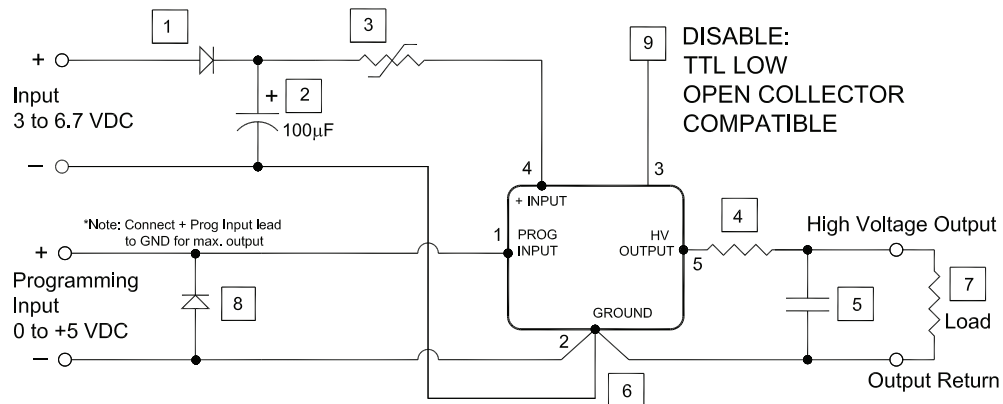 1
3
9
DISABLE:
TTL LOW
OPEN COLLECTOR
COMPATIBLE
+
Input
3 to 6.7 VDC
–
+
2
100µF
4
3
+ INPUT
*Note: Connect + Prog Input lead
to GND for max. output
1
PROG
INPUT
HV
OUTPUT
5
4
High Voltage Output
+
Programming
Input
0 to +5 VDC
–
8
GROUND
2
6
5
7
Load
Output Return